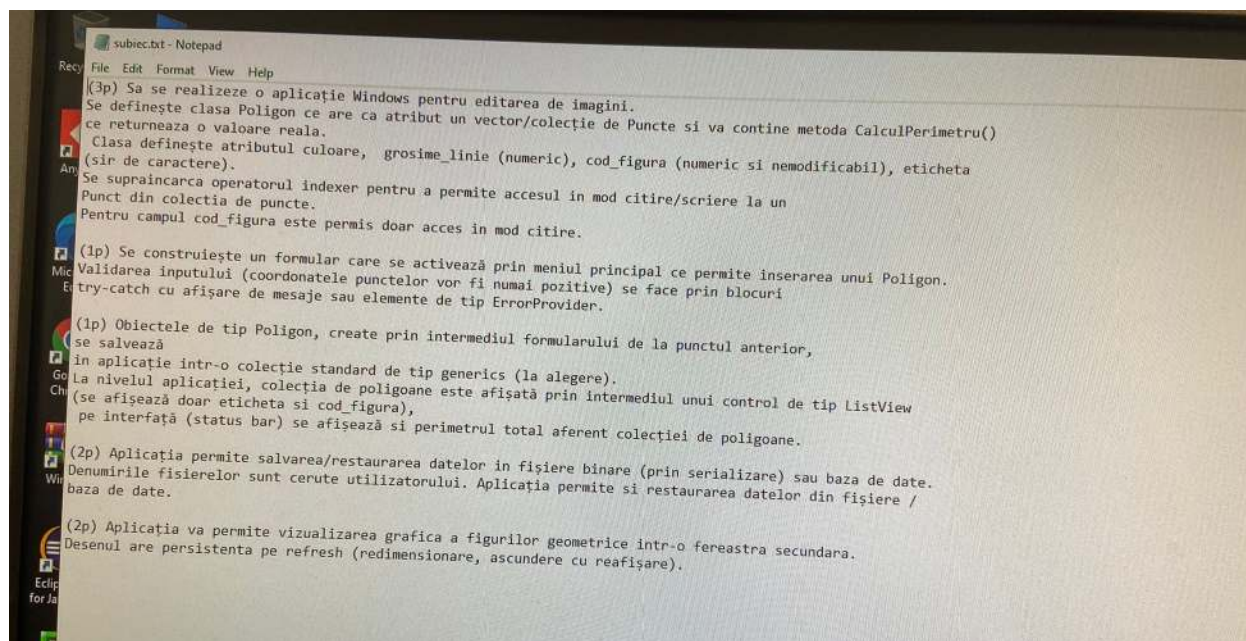 subiec.txt - Notepad
Recy
File Edit Format View Help
(3p) Sa se realizeze o aplicație Windows pentru editarea de imagini.
Se definește clasa Poligon ce are ca atribut un vector/colecție de Puncte si va contine metoda CalculPerimetru()
ce returneaza o valoare reala.
Clasa definește atributul culoare, grosime_linie (numeric), cod_figura (numeric si nemodificabil), eticheta
(sir de caractere).
Se supraincarca operatorul indexer pentru a permite accesul in mod citire/scriere la un
Punct din colectia de puncte.
Pentru campul cod_figura este permis doar acces in mod citire.
(1p) Se construiește un formular care se activează prin meniul principal ce permite inserarea unui Poligon.
Validarea inputului (coordonatele punctelor vor fi numai pozitive) se face prin blocuri
try-catch cu afișare de mesaje sau elemente de tip ErrorProvider.
(1p) Obiectele de tip Poligon, create prin intermediul formularului de la punctul anterior,
se salvează
in aplicație intr-o colecție standard de tip generics (la alegere).
La nivelul aplicației, colecția de poligoane este afișată prin intermediul unui control de tip ListView
(se afișează doar eticheta si cod_figura),
pe interfață (status bar) se afișează si perimetrul total aferent colecției de poligoane.
(2p) Aplicația permite salvarea/restaurarea datelor in fișiere binare (prin serializare) sau baza de date.
Denumirile fisierelor sunt cerute utilizatorului. Aplicația permite si restaurarea datelor din fișiere /
baza de date.
(2p) Aplicația va permite vizualizarea grafica a figurilor geometrice intr-o fereastra secundara.
Desenul are persistenta pe refresh (redimensionare, ascundere cu reafișare).
Any
Mic
E
Go
Chr
Wi
Eclip
for Ja